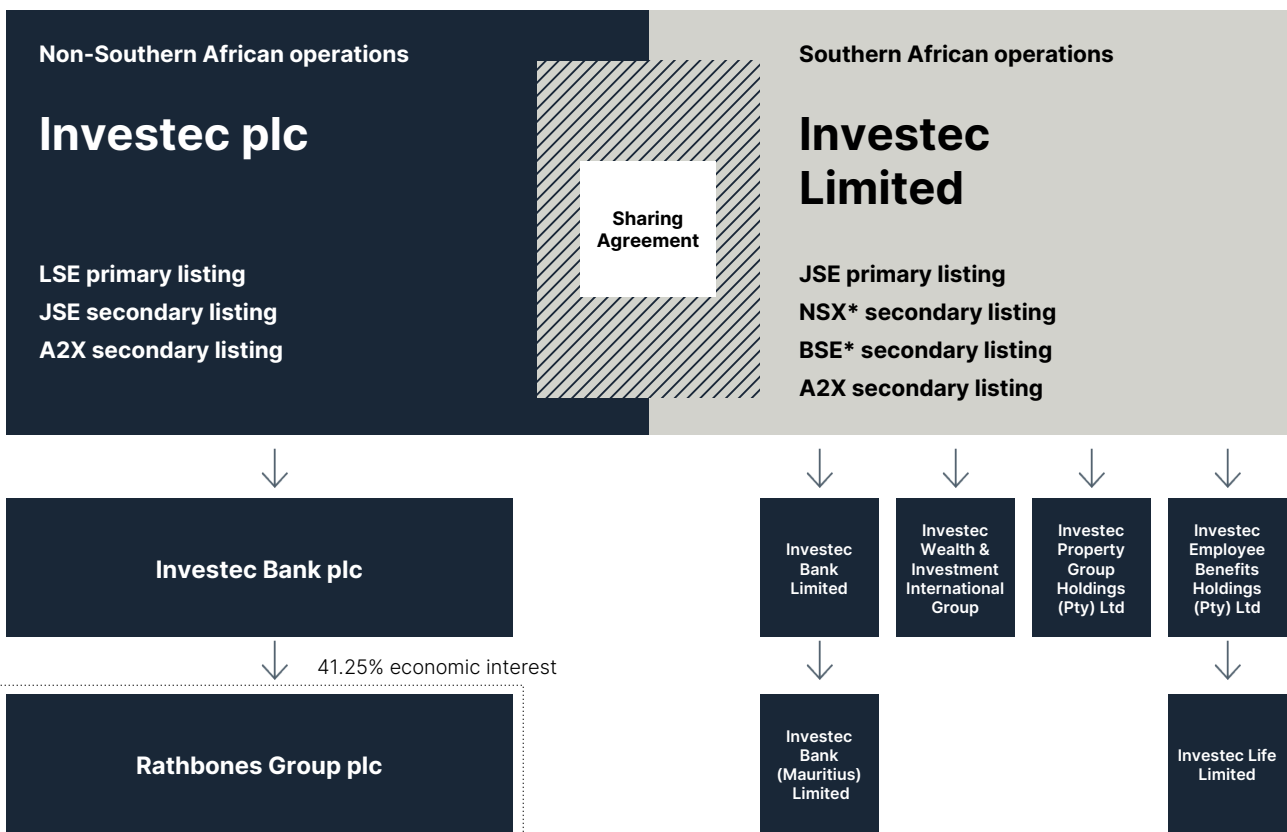 Non-Southern African operations
Investec plc
LSE primary listing
JSE secondary listing
A2X secondary listing
Sharing
Agreement
Southern African operations
Investec
Limited
JSE primary listing
NSX* secondary listing
BSE* secondary listing
A2X secondary listing
Investec Bank plc
41.25% economic interest
Rathbones Group plc
Investec
Bank
Limited
Investec
Wealth &
Investment
International
Group
Investec
Property
Group
Holdings
(Pty) Ltd
Investec
Employee
Benefits
Holdings
(Pty) Ltd
Investec
Bank
(Mauritius)
Limited
Investec Life
Limited